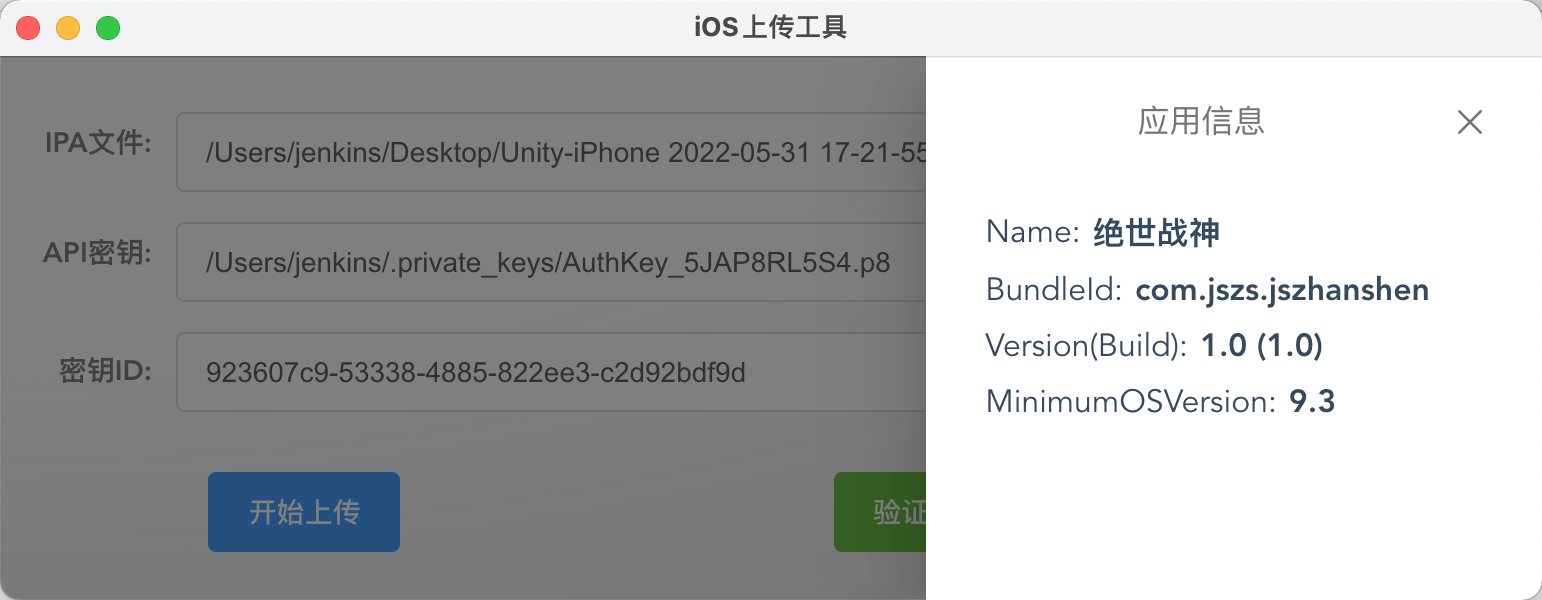 iOS上传工具
IPA文件:
/Users/jenkins/Desktop/Unity-iPhone 2022-05-31 17-21-55
API密钥:
/Users/jenkins/.private_keys/AuthKey_5JAP8RL5S4.p8
密钥ID:
923607c9-53338-4885-822ee3-c2d92bdf9d
开始上传
验证
应用信息
Name: 绝世战神
BundleId: com.jszs.jszhanshen
Version(Build): 1.0 (1.0)
MinimumOSVersion: 9.3